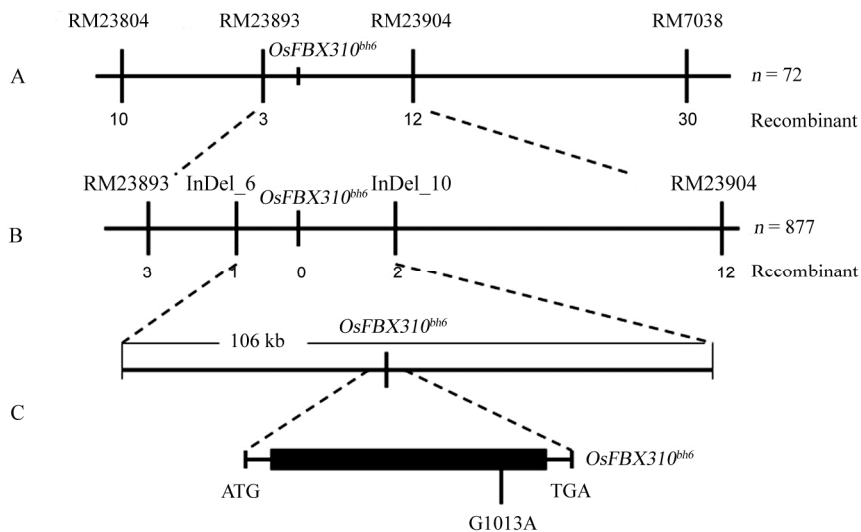 RM23804 RM23893 RM23904 RM7038
OsFBX310bh6
A n = 72
10 3 12 30 Recombinant
RM23893 InDel_6 OsFBX310bh6 InDel_10 RM23904
B n = 877
3 1 0 2 12 Rccombinant
OsFBX310bh6
106 kb
C
OsFBX310bh6
ATG TGA
G1013A